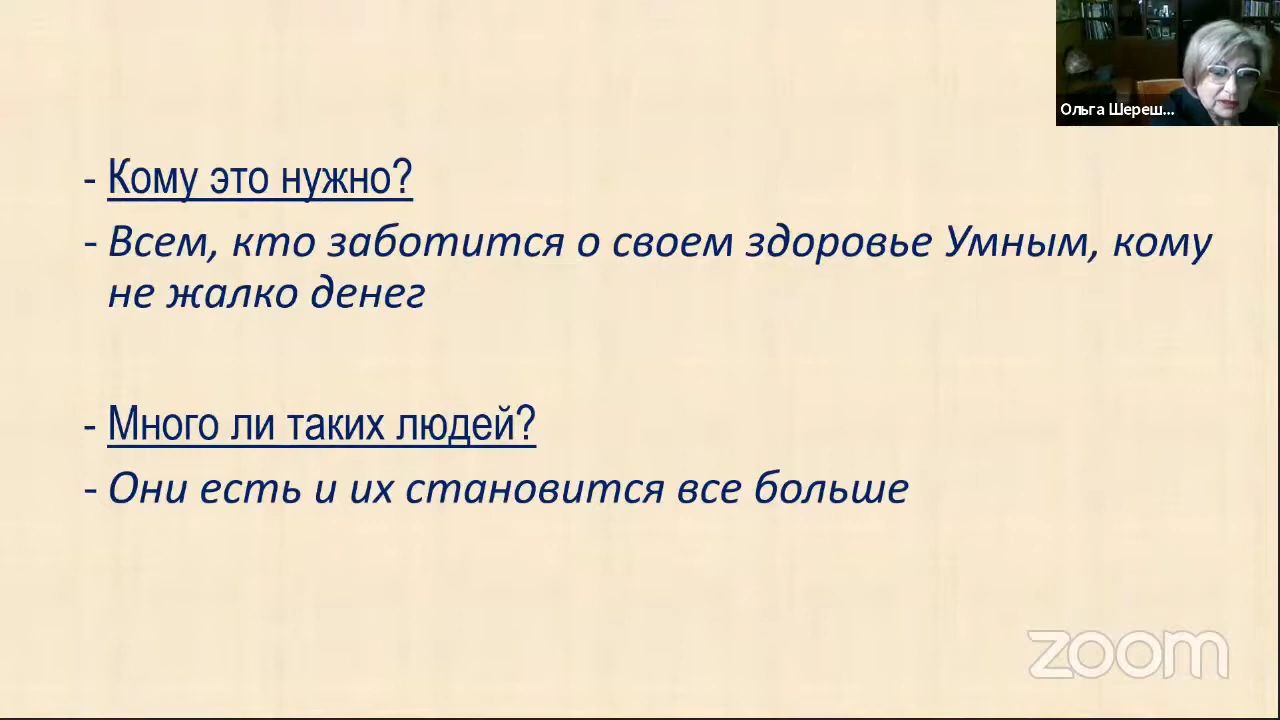 Ольга Шереш...
- Кому это нужно?
- Всем, кто заботится о своем здоровье Умным, кому
не жалко денег
- Много ли таких людей?
- Они есть и их становится все больше
zoom